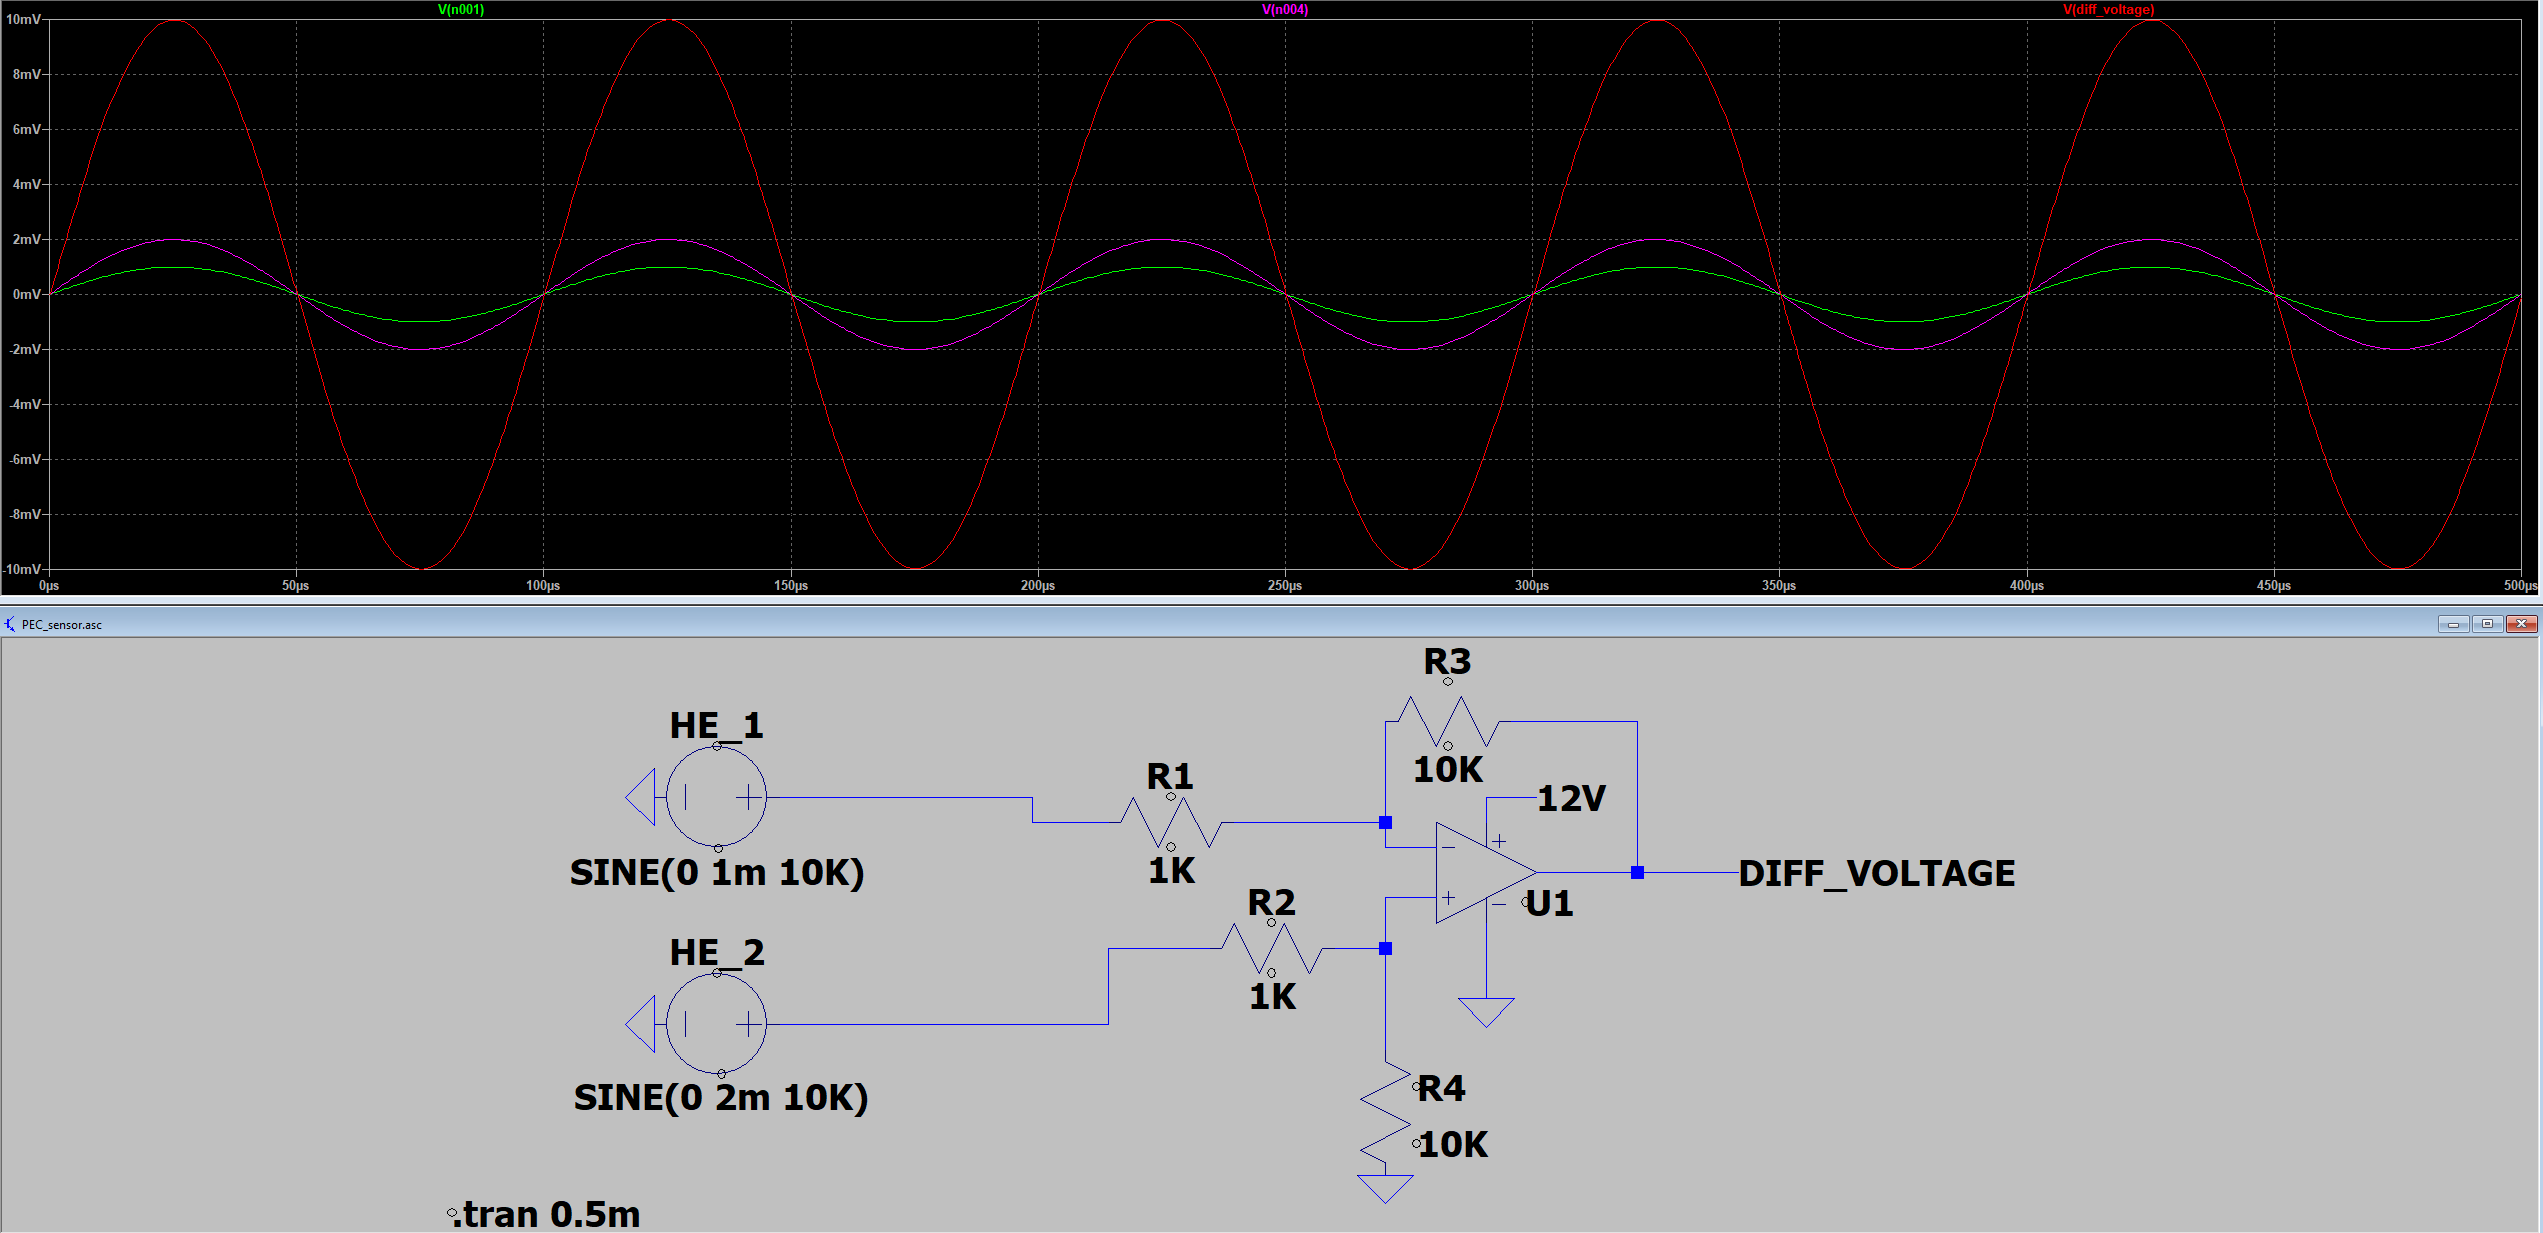 V(n001) V(n004) V(diff_voltage)
10mV
8mV
6mV
4mV
2mV
0mV
-2mV
-4mV
-6mV
-8mV
-10mV
0µs 50µs 100µs 150µs 200µs 250µs 300µs 350µs 400µs 450µs 500µs
PEC_sensor.asc
R3
10K
HE_1
SINE(0 1m 10K)
R1
1K
12V
DIFF_VOLTAGE
U1
R2
1K
HE_2
SINE(0 2m 10K)
R4
10K
.tran 0.5m